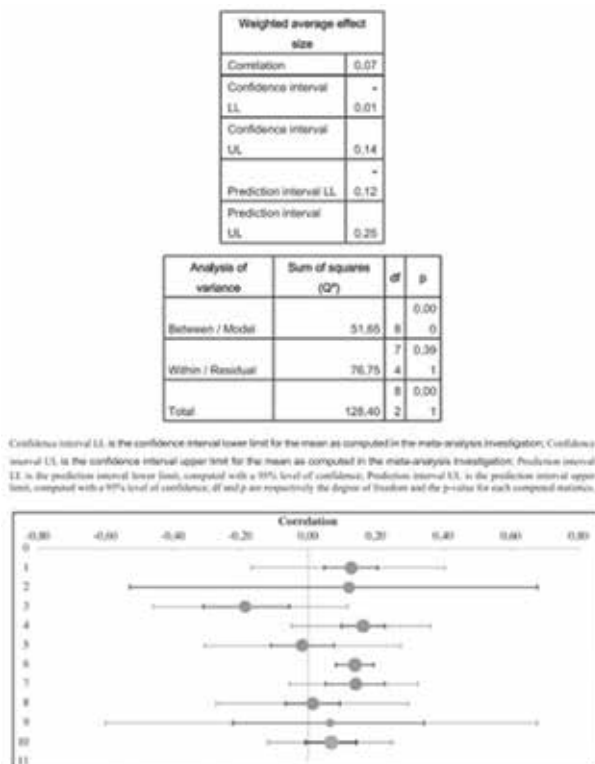 Weighted average effect
size
Correlation 0,07
Confidence interval -
LL 0,01
Confidence interval
UL 0,14
-
Prediction interval LL 0,12
Prediction interval
UL 0,25
Analysis of Sum of squares df p
variance (Q*)
0,00
Between / Model 51,65 8 0
7 0,39
Within / Residual 76,75 4 1
8 0,00
Total 128,40 2 1
Confidence interval LL is the confidence interval lower limit for the mean as computed in the meta-analysis investigation; Confidence
interval UL is the confidence interval upper limit for the mean as computed in the meta-analysis investigation; Prediction interval
LL is the prediction interval lower limit, computed with a 95% level of confidence; Prediction interval UL is the prediction interval upper
limit, computed with a 95% level of confidence; df and p are respectively the degree of freedom and the p-value for each computed statistics.
Correlation
-0,80 -0,60 -0,40 -0,20 0,00 0,20 0,40 0,60 0,80
0
1
2
3
4
5
6
7
8
9
10
11